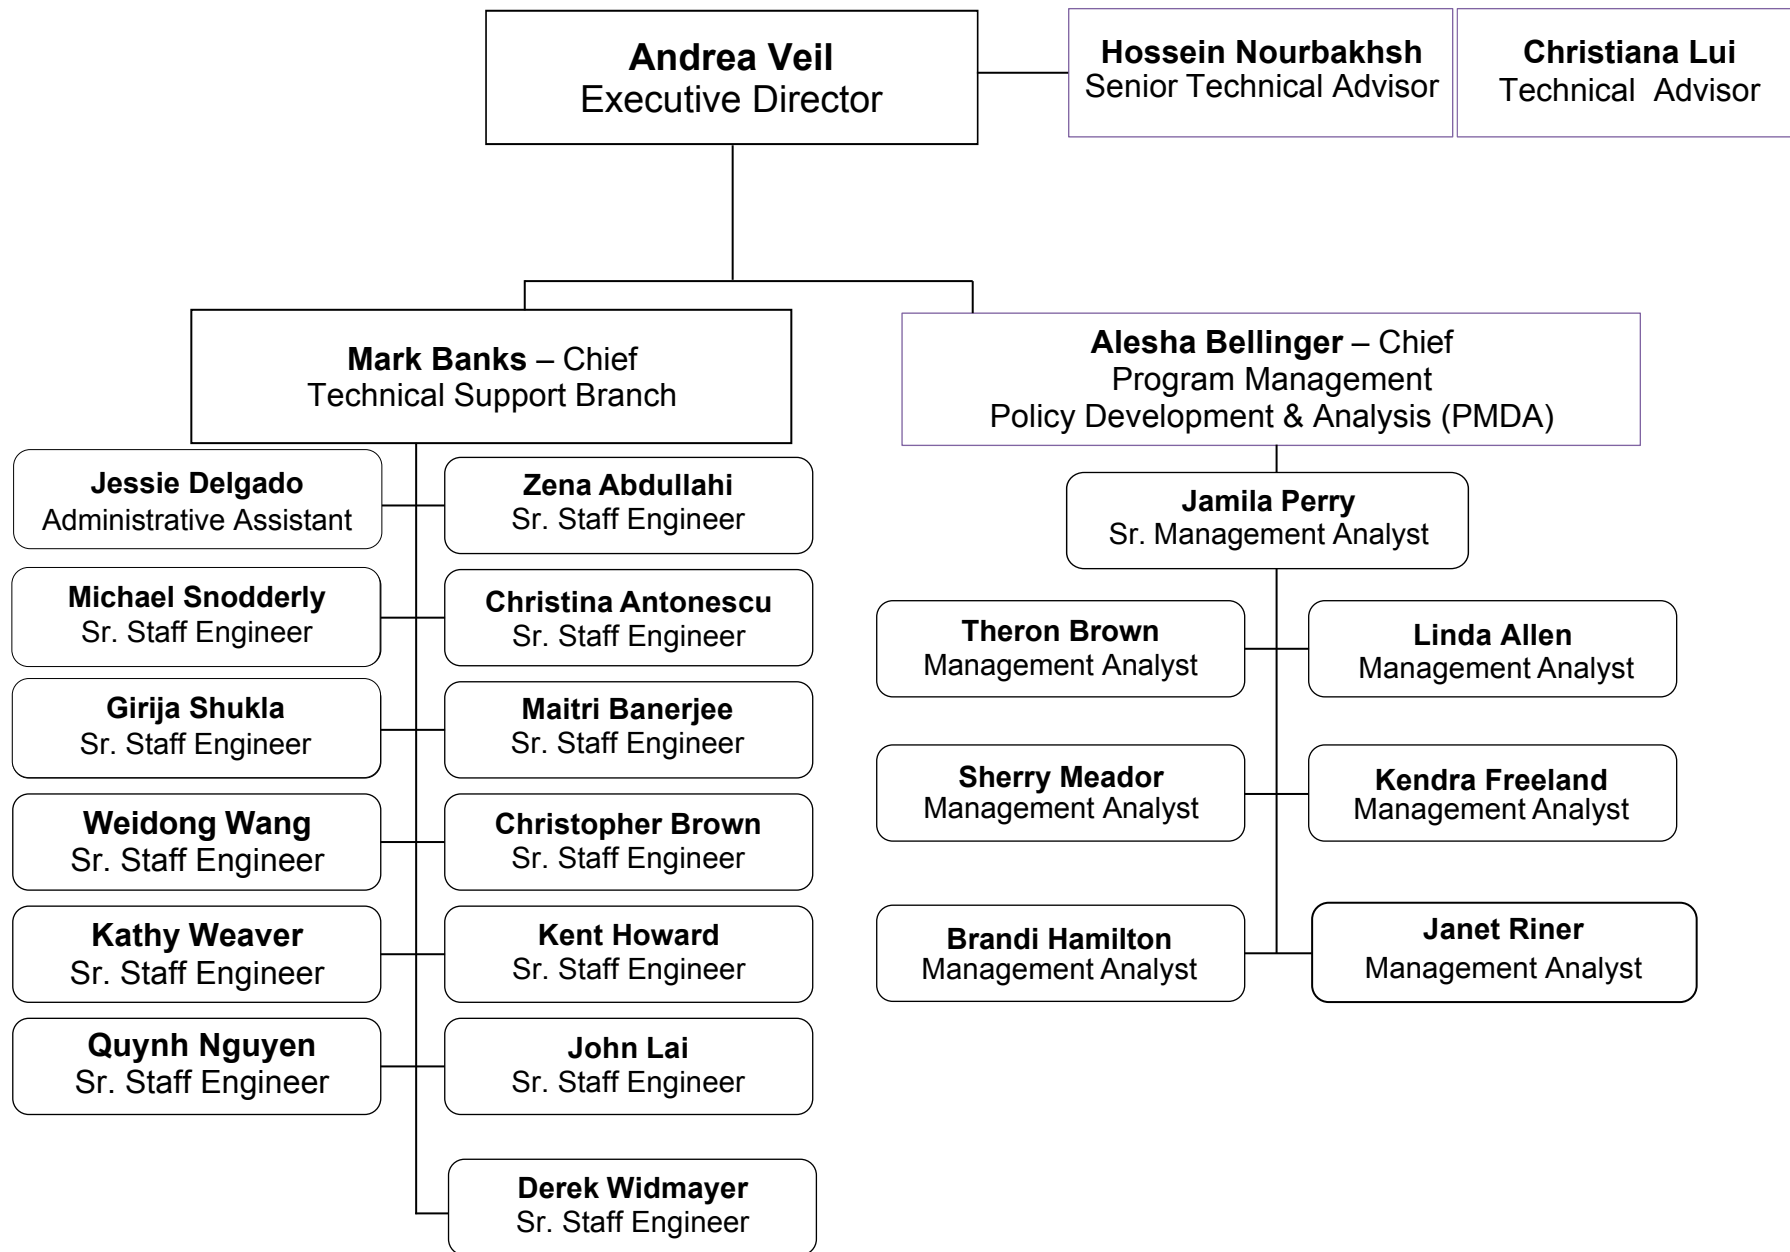 Andrea Veil
Executive Director
Hossein Nourbakhsh
Senior Technical Advisor
Christiana Lui
Technical Advisor
Mark Banks – Chief
Technical Support Branch
Alesha Bellinger – Chief
Program Management
Policy Development & Analysis (PMDA)
Jessie Delgado
Administrative Assistant
Zena Abdullahi
Sr. Staff Engineer
Michael Snodderly
Sr. Staff Engineer
Christina Antonescu
Sr. Staff Engineer
Girija Shukla
Sr. Staff Engineer
Maitri Banerjee
Sr. Staff Engineer
Weidong Wang
Sr. Staff Engineer
Christopher Brown
Sr. Staff Engineer
Kathy Weaver
Sr. Staff Engineer
Kent Howard
Sr. Staff Engineer
Quynh Nguyen
Sr. Staff Engineer
John Lai
Sr. Staff Engineer
Derek Widmayer
Sr. Staff Engineer
Jamila Perry
Sr. Management Analyst
Theron Brown
Management Analyst
Linda Allen
Management Analyst
Sherry Meador
Management Analyst
Kendra Freeland
Management Analyst
Brandi Hamilton
Management Analyst
Janet Riner
Management Analyst